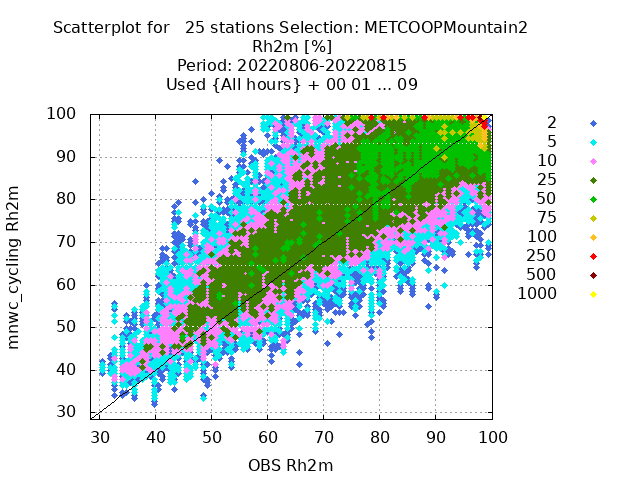 Scatterplot for   25 stations Selection: METCOOPMountain2
Rh2m [%]
Period: 20220806-20220815
Used {All hours} + 00 01 ... 09
100
90
80
70
60
50
40
30
mnwc_cycling Rh2m
30 40 50 60 70 80 90 100
OBS Rh2m
2
5
10
25
50
75
100
250
500
1000